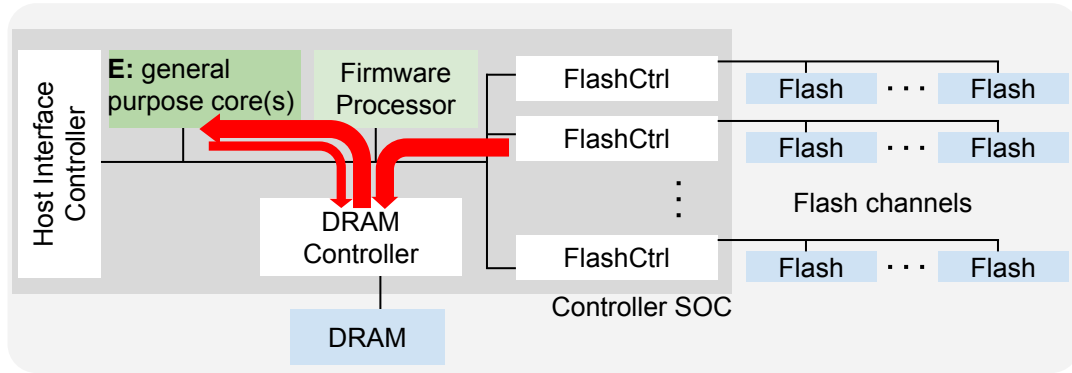 Host Interface
Controller
E: general
purpose core(s)
Firmware
Processor
FlashCtrl
Flash
. . .
Flash
FlashCtrl
Flash
. . .
Flash
Flash channels
DRAM
Controller
FlashCtrl
Flash
. . .
Flash
Controller SOC
DRAM